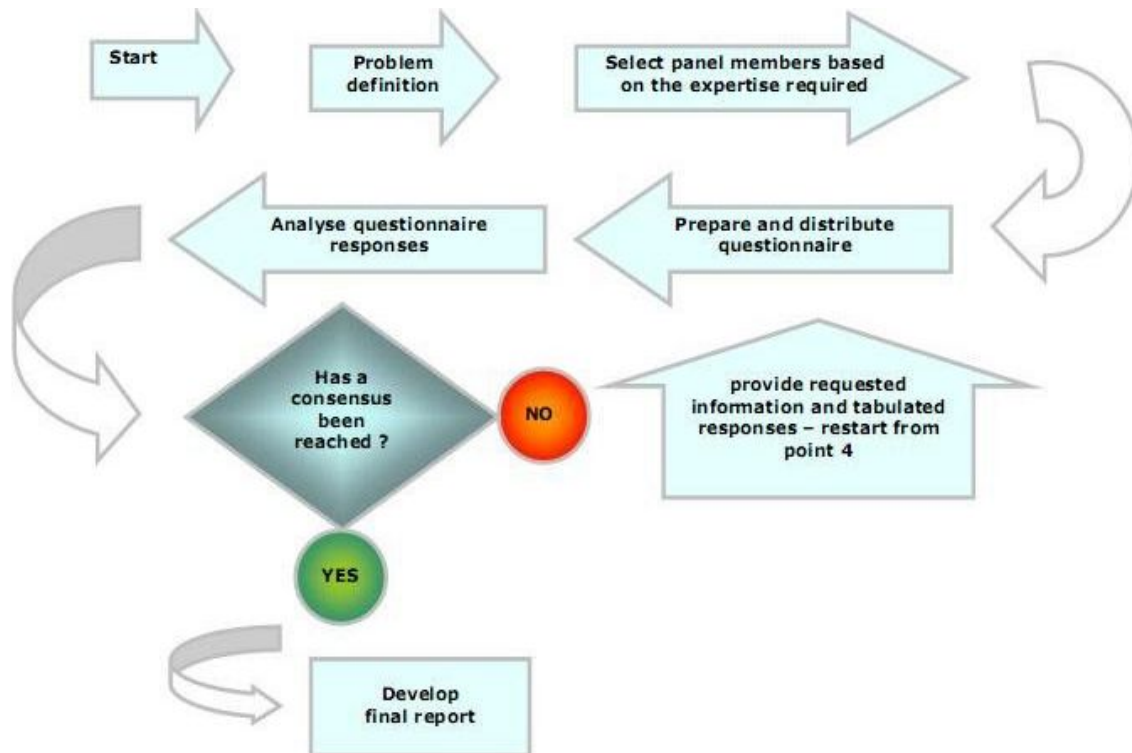 Start
Problem
definition
Select panel members based
on the expertise required
Prepare and distribute
questionnaire
Analyse questionnaire
responses
Has a
consensus
been
reached ?
NO
provide requested
information and tabulated
responses – restart from
point 4
YES
Develop
final report